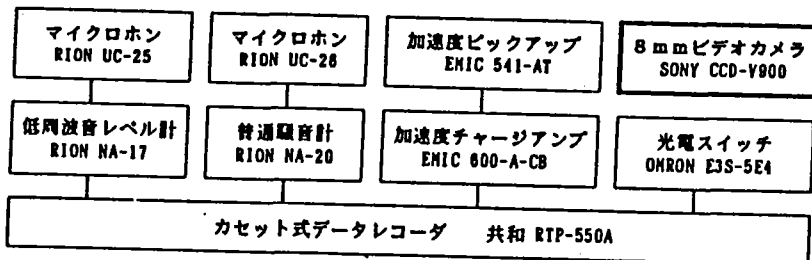 マイクロホン
RION UC-25
マイクロホン
RION UC-26
加速度ピックアップ
EMIC 541-AT
8mmビデオカメラ
SONY CCD-V900
低周波音レベル計
RION NA-17
普通騒音計
RION NA-20
加速度チャージアンプ
EMIC 600-A-CB
光電スイッチ
OMRON E3S-5E4
カセット式データレコーダ 共和 RTP-550A